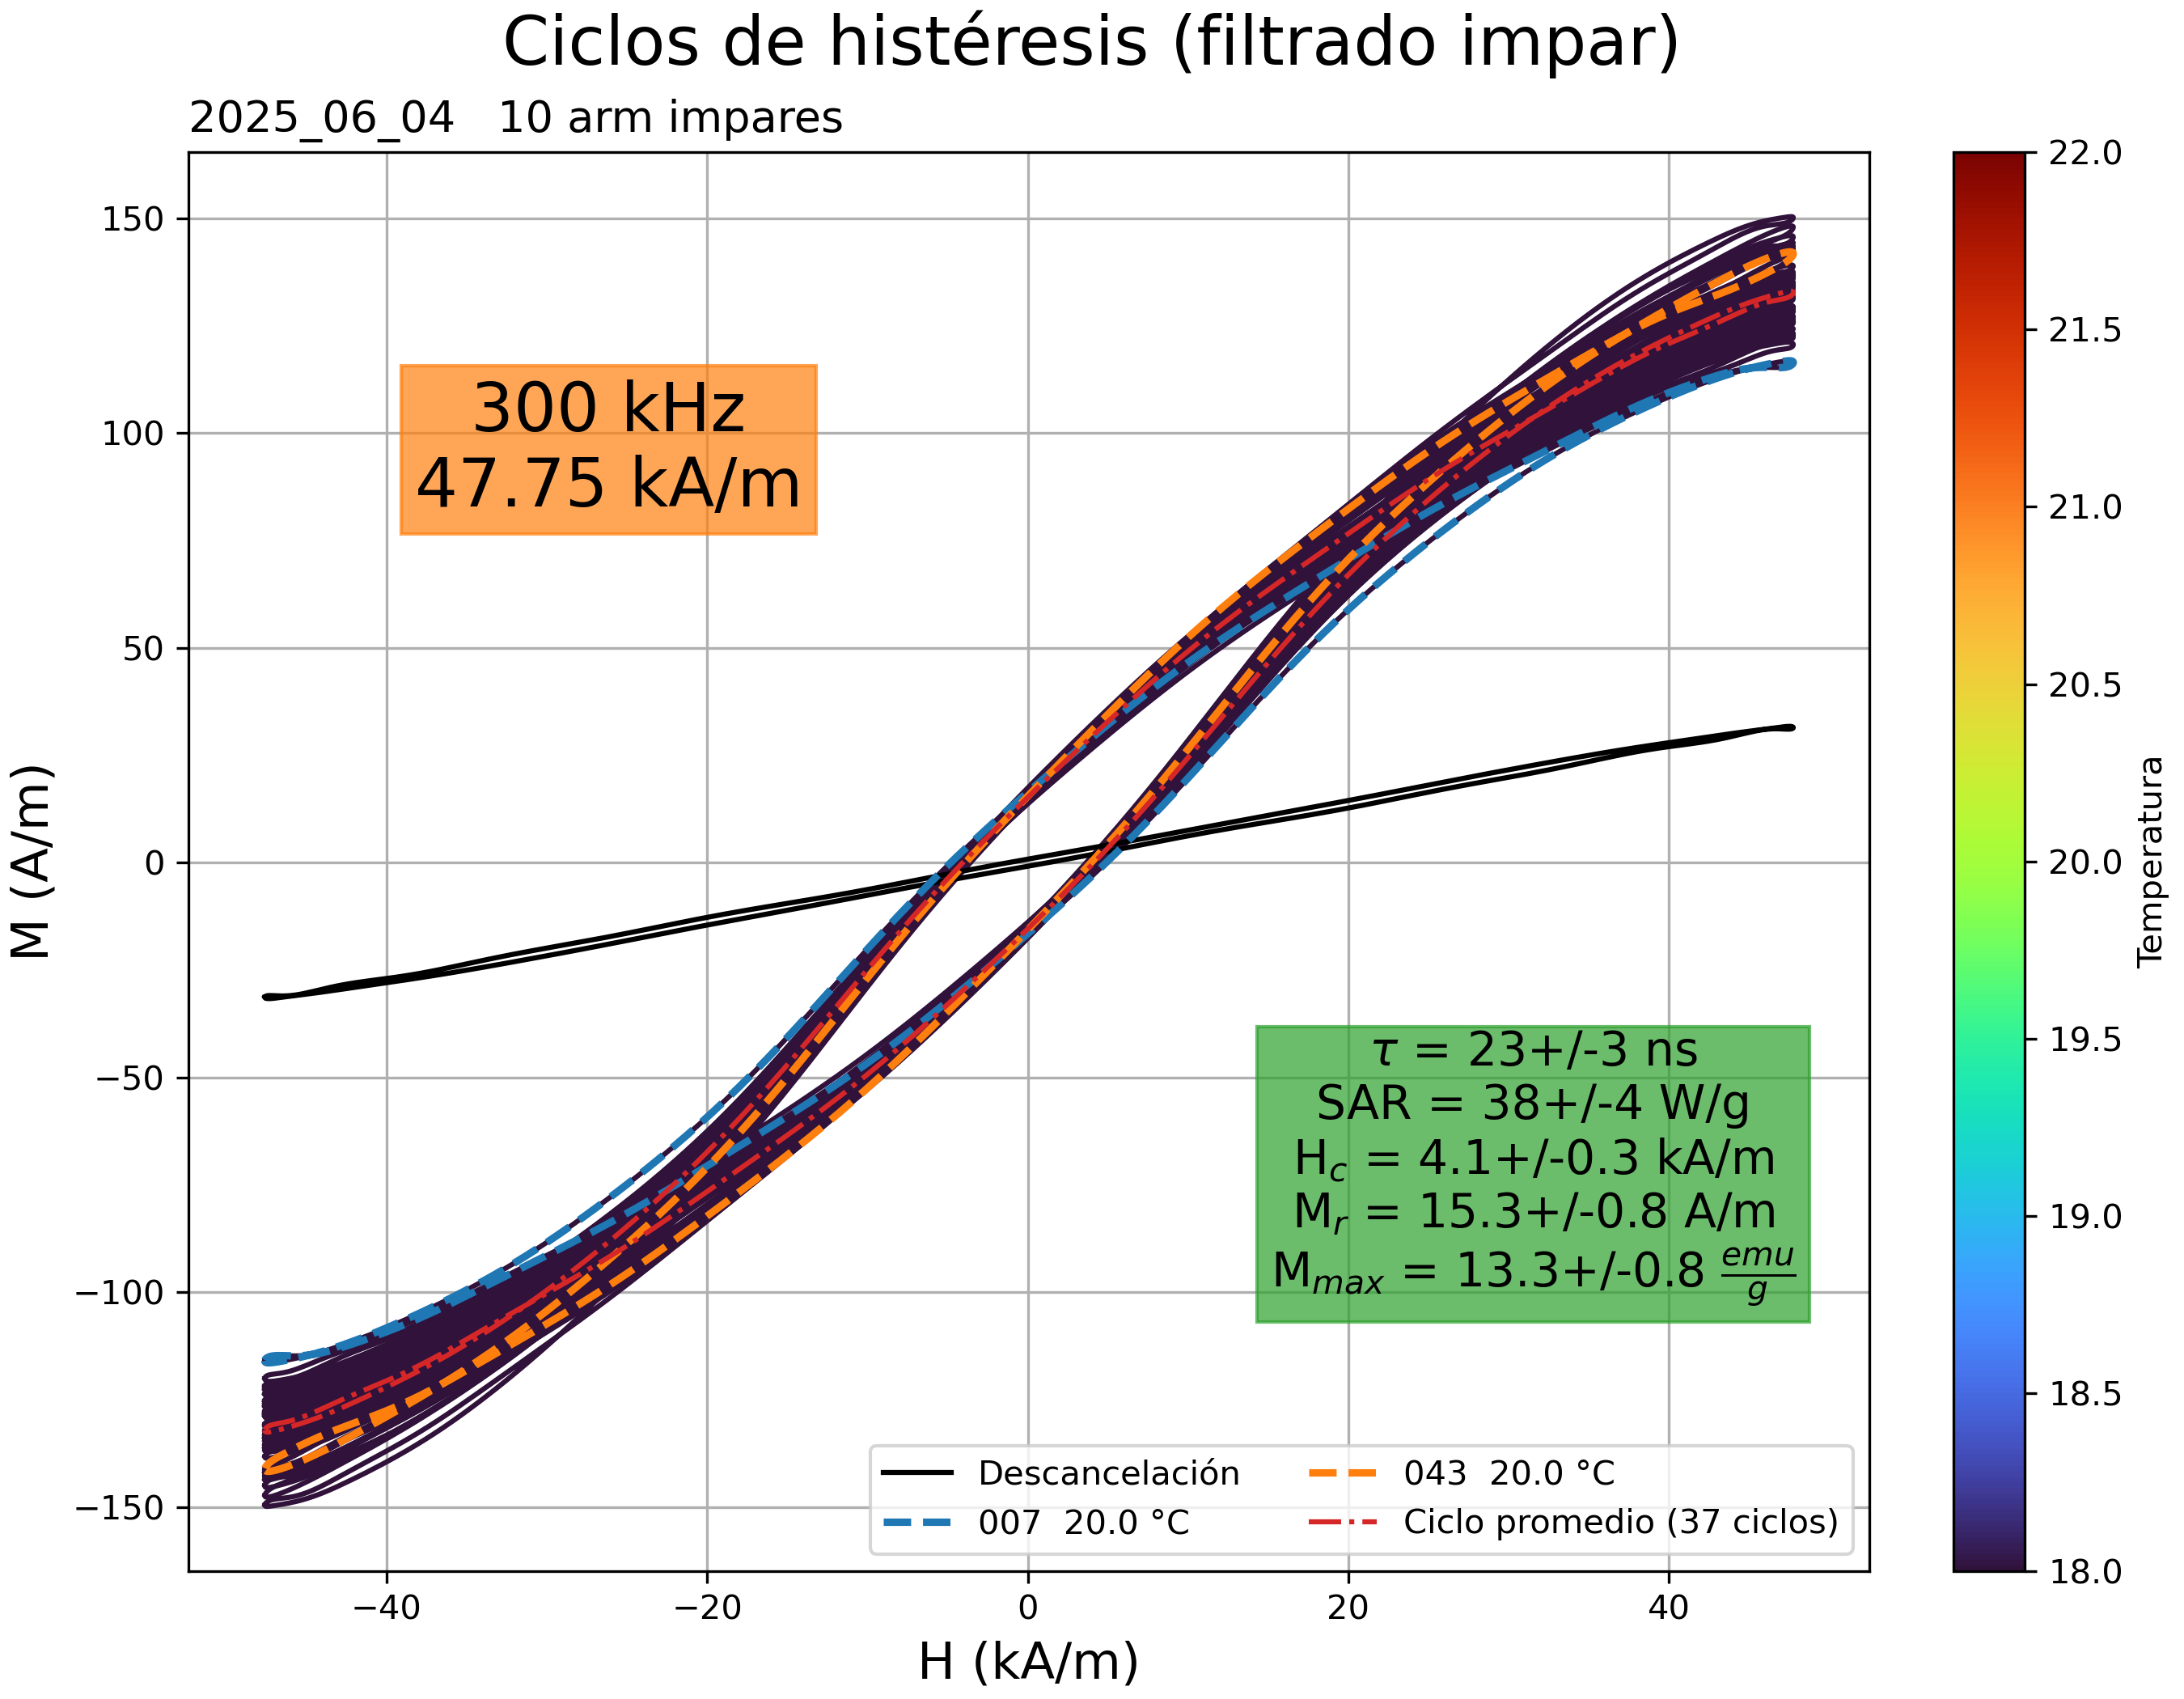 Ciclos de histéresis (filtrado impar)
2025_06_04   10 arm impares
300 kHz
47.75 kA/m
τ = 23+/-3 ns
SAR = 38+/-4 W/g
H_c = 4.1+/-0.3 kA/m
M_r = 15.3+/-0.8 A/m
M_max = 13.3+/-0.8 emu/g
Descancelación
007  20.0 °C
043  20.0 °C
Ciclo promedio (37 ciclos)
M (A/m)
150
100
50
0
−50
−100
−150
−40
−20
0
20
40
H (kA/m)
22.0
21.5
21.0
20.5
20.0
19.5
19.0
18.5
18.0
Temperatura